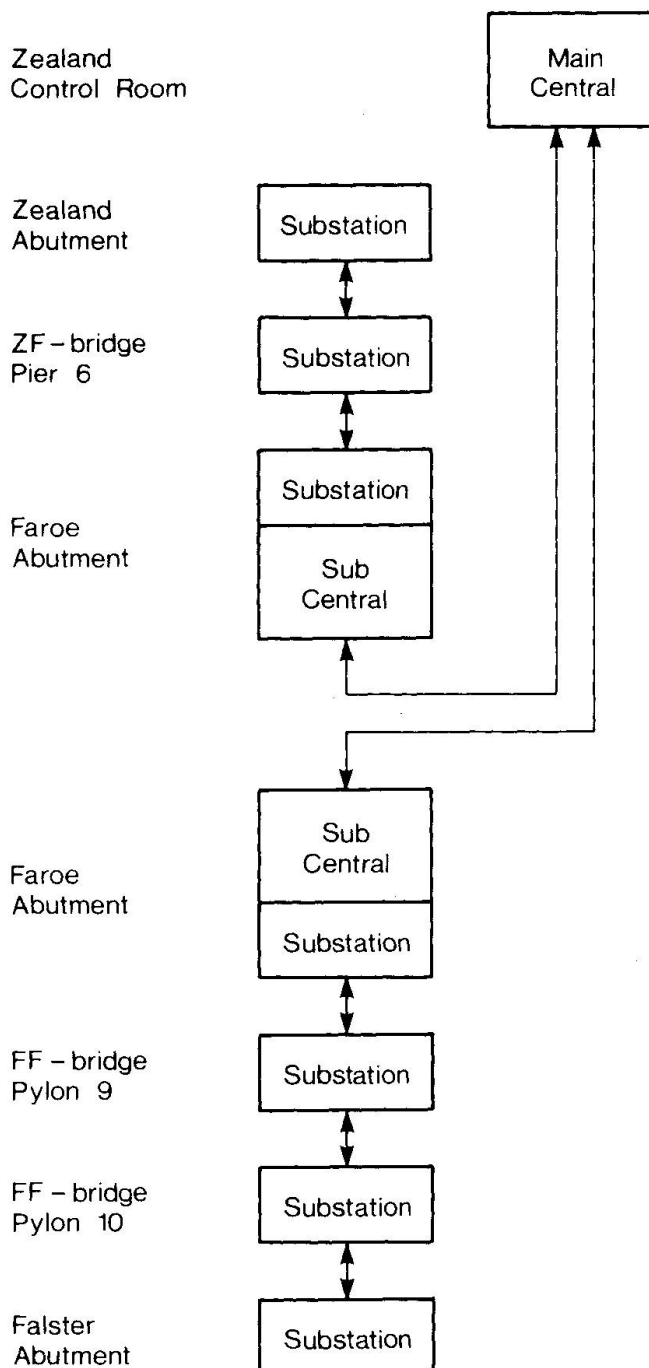 Zealand
Control Room
Main
Central
Zealand
Abutment
Substation
ZF-bridge
Pier 6
Substation
Substation
Faroe
Abutment
Sub
Central
Sub
Central
Faroe
Abutment
Substation
FF-bridge
Pylon 9
Substation
FF-bridge
Pylon 10
Substation
Falster
Abutment
Substation